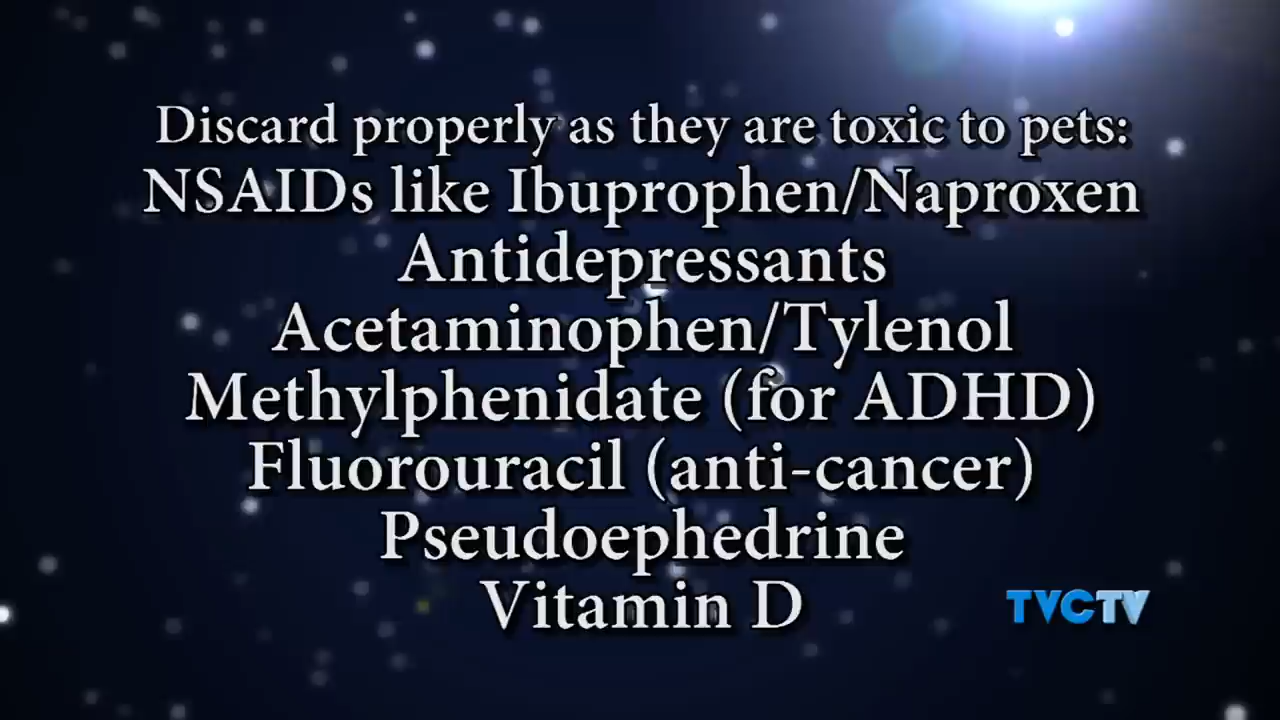 Discard properly as they are toxic to pets:
NSAIDs like Ibuprophen/Naproxen
Antidepressants
Acetaminophen/Tylenol
Methylphenidate (for ADHD)
Fluorouracil (anti-cancer)
Pseudoephedrine
Vitamin D
TVCTV